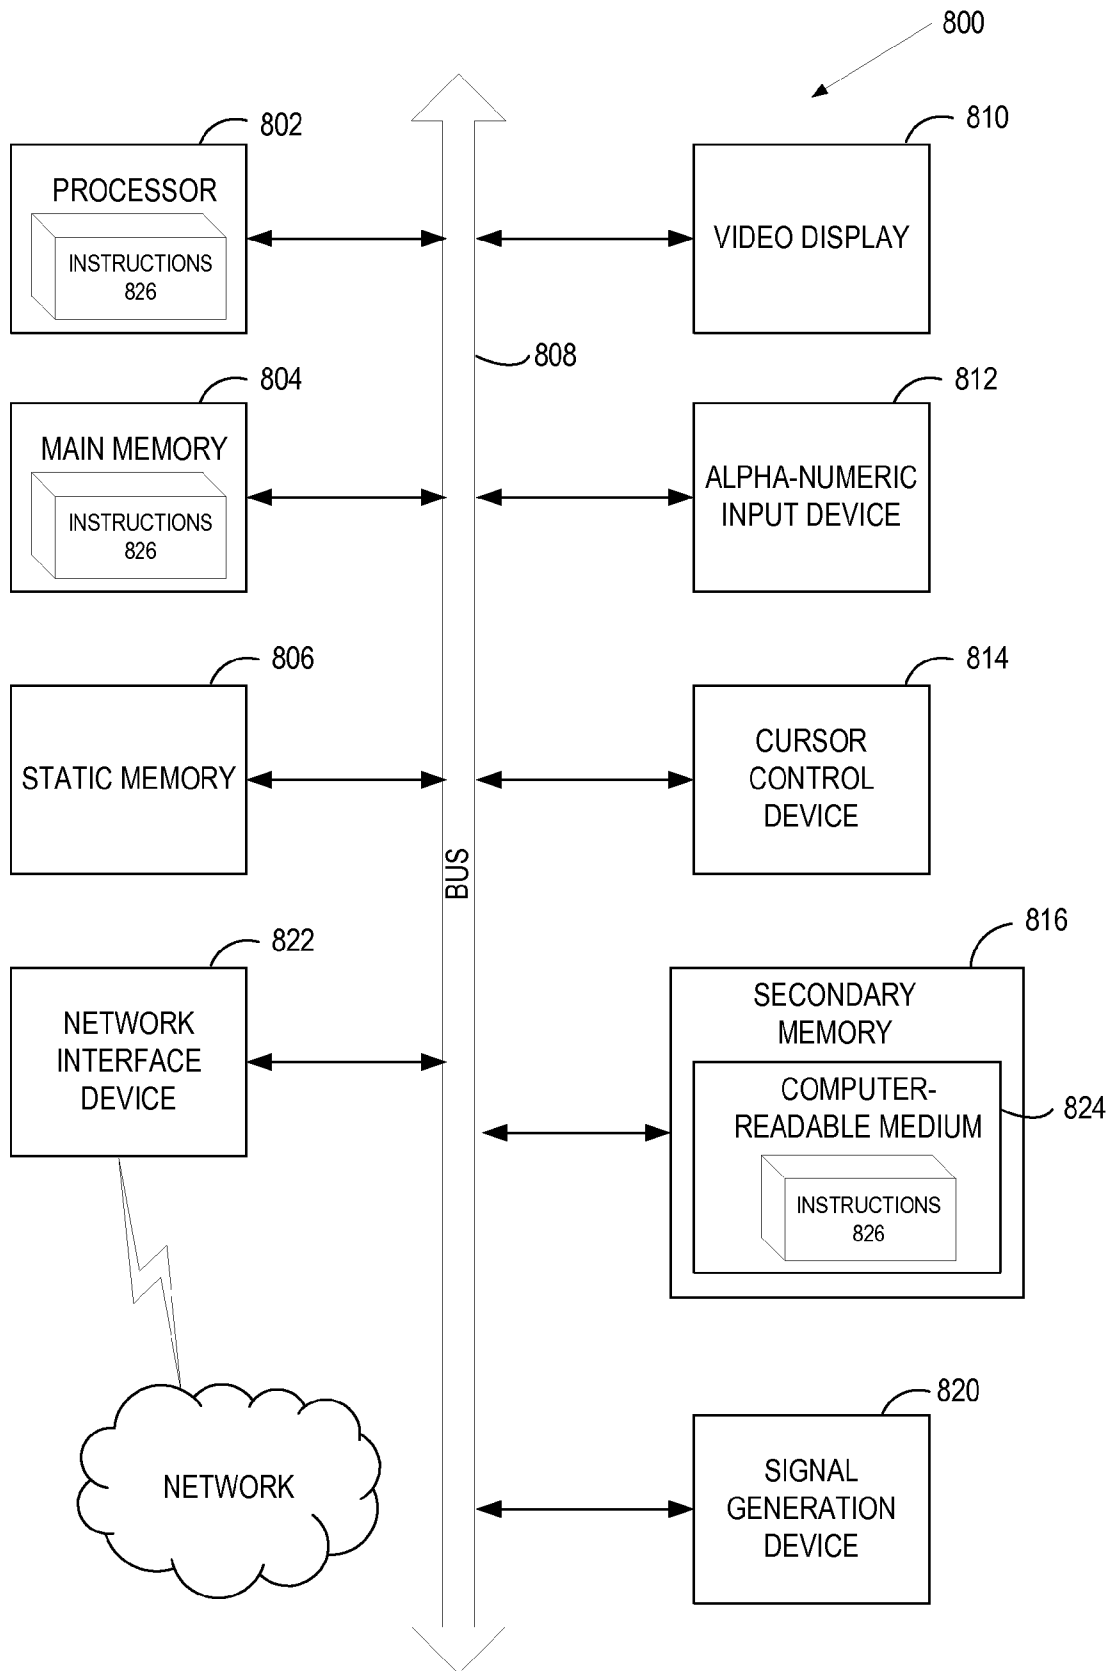 800
802
PROCESSOR
INSTRUCTIONS
826
810
VIDEO DISPLAY
808
804
MAIN MEMORY
INSTRUCTIONS
826
812
ALPHA-NUMERIC
INPUT DEVICE
806
STATIC MEMORY
814
CURSOR
CONTROL
DEVICE
BUS
822
NETWORK
INTERFACE
DEVICE
816
SECONDARY
MEMORY
824
COMPUTER-
READABLE MEDIUM
INSTRUCTIONS
826
NETWORK
820
SIGNAL
GENERATION
DEVICE